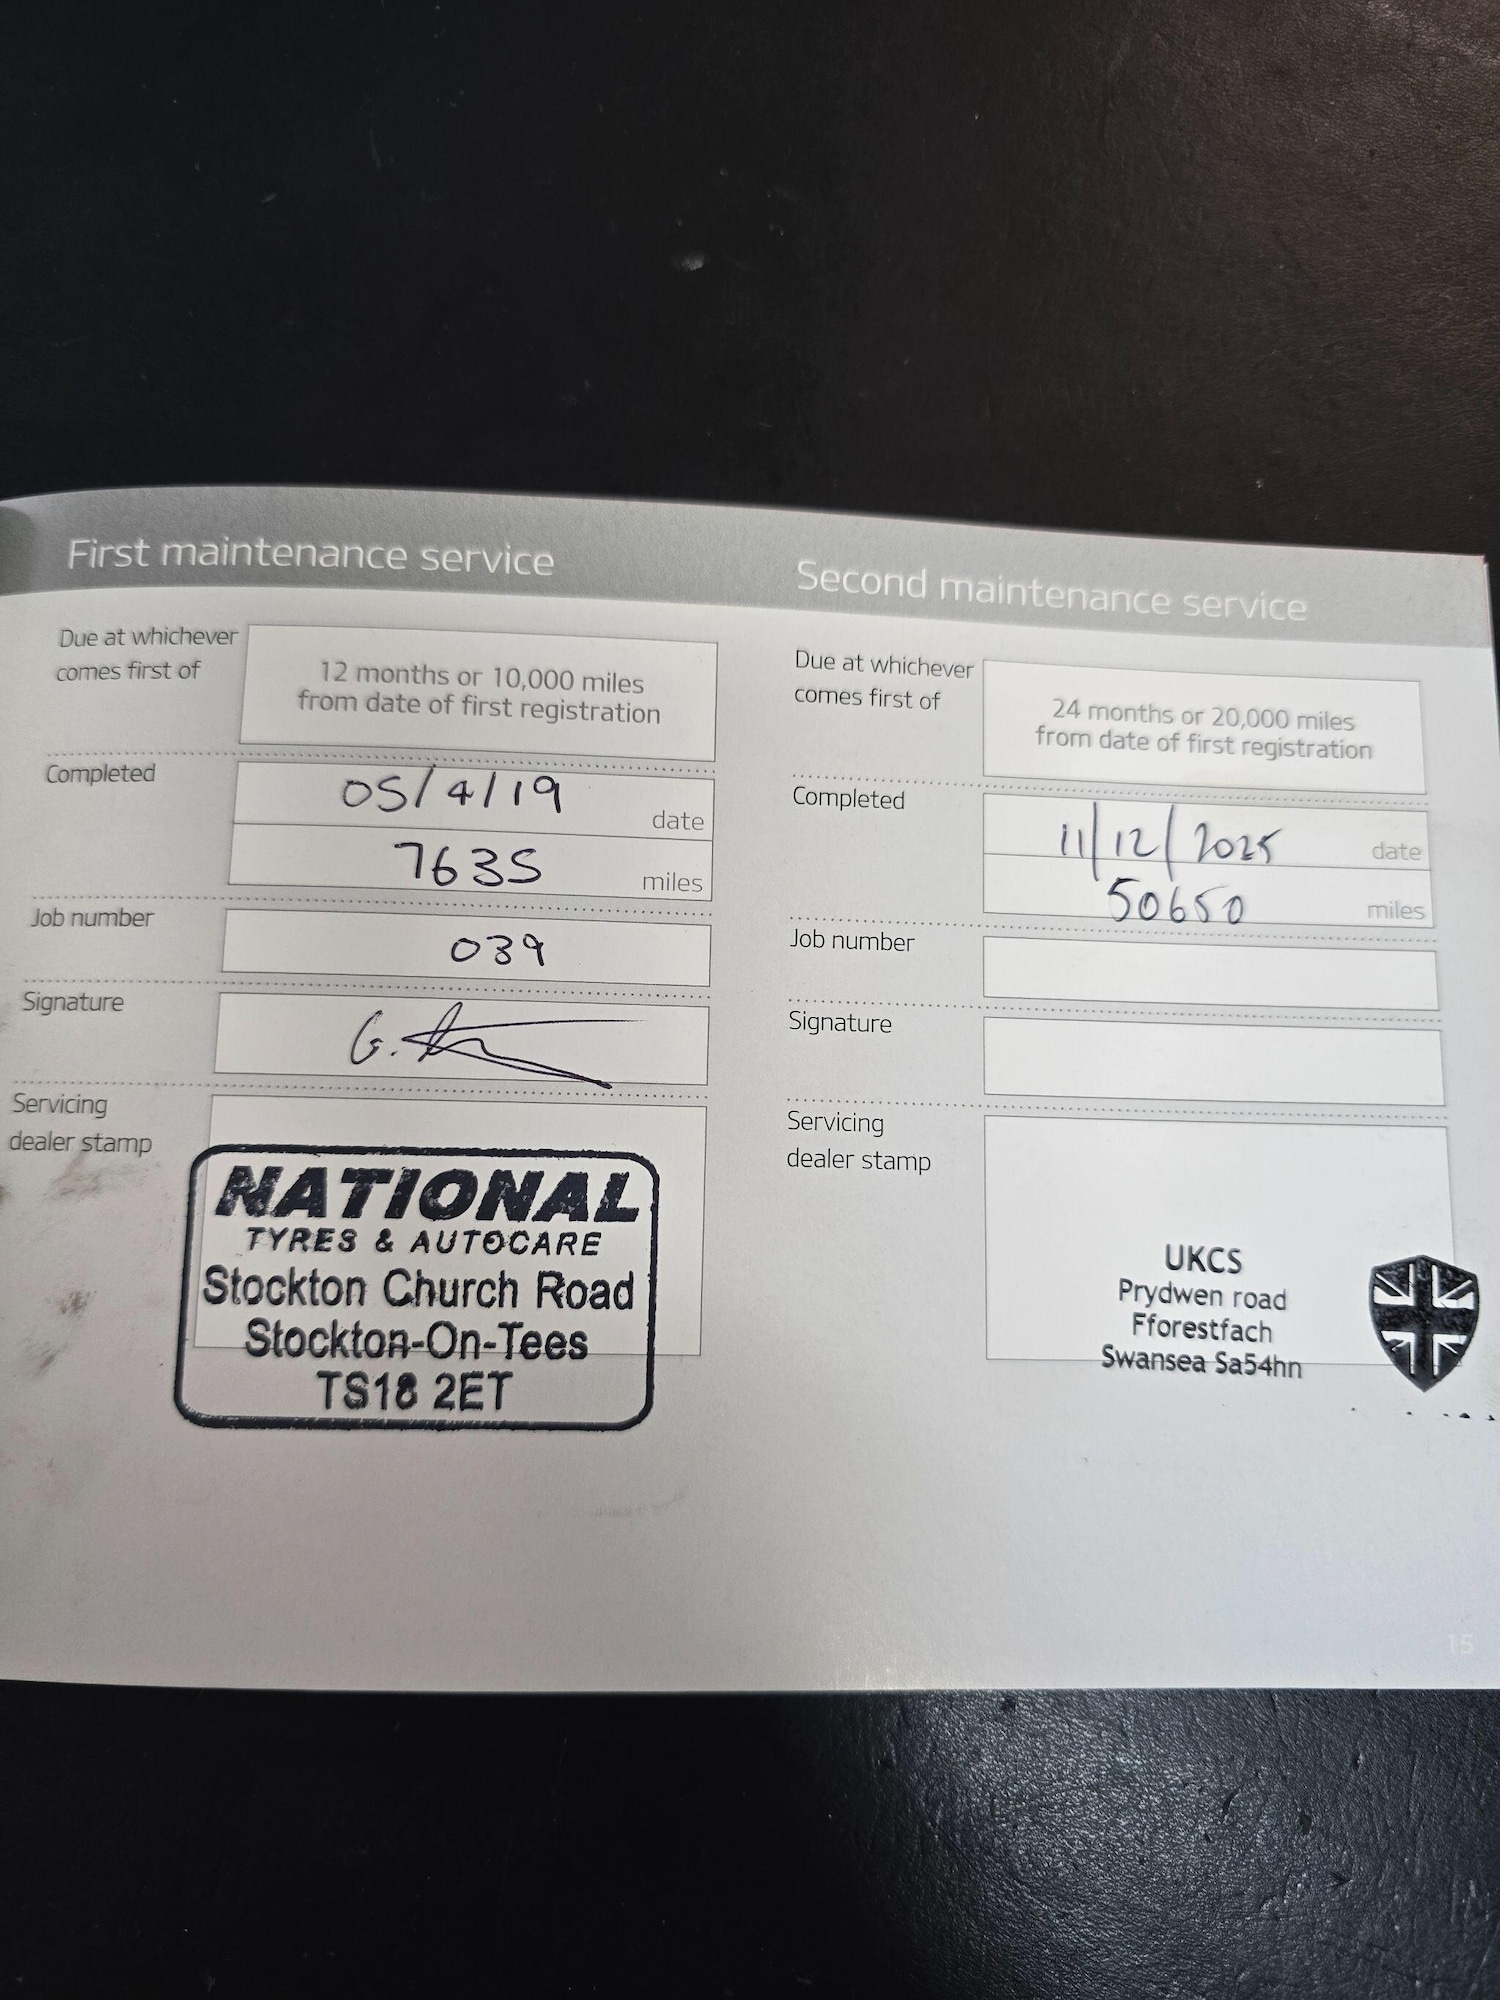 First maintenance service
Due at whichever
comes first of
12 months or 10,000 miles
from date of first registration
Completed
05/4/19
date
7635
miles
Job number
039
Signature
G.
Servicing
dealer stamp
NATIONAL
TYRES & AUTOCARE
Stockton Church Road
Stockton-On-Tees
TS18 2ET
Second maintenance service
Due at whichever
comes first of
24 months or 20,000 miles
from date of first registration
Completed
11/12/2025
date
50650
miles
Job number
Signature
Servicing
dealer stamp
UKCS
Prydwen road
Fforestfach
Swansea Sa54hn
15